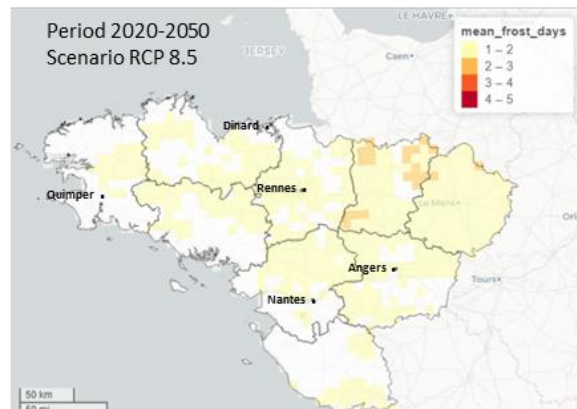 Period 2020-2050
Scenario RCP 8.5
LE HAVRE
mean_frost_days
1 – 2
2 – 3
3 – 4
4 – 5
JERSEY
Caen
Dinard
Quimper
Rennes
Le Mans
Angers
Tours
Nantes
50 km